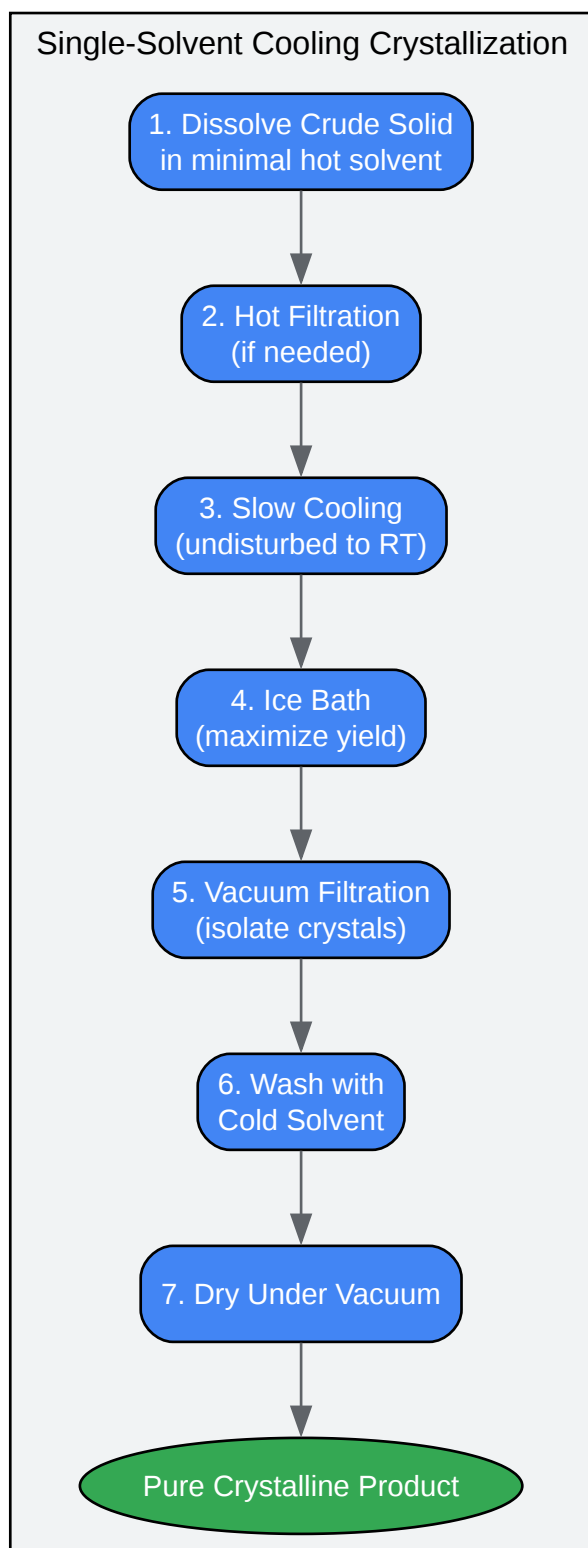 Single-Solvent Cooling Crystallization
1. Dissolve Crude Solid
in minimal hot solvent
2. Hot Filtration
(if needed)
3. Slow Cooling
(undisturbed to RT)
4. Ice Bath
(maximize yield)
5. Vacuum Filtration
(isolate crystals)
6. Wash with
Cold Solvent
7. Dry Under Vacuum
Pure Crystalline Product